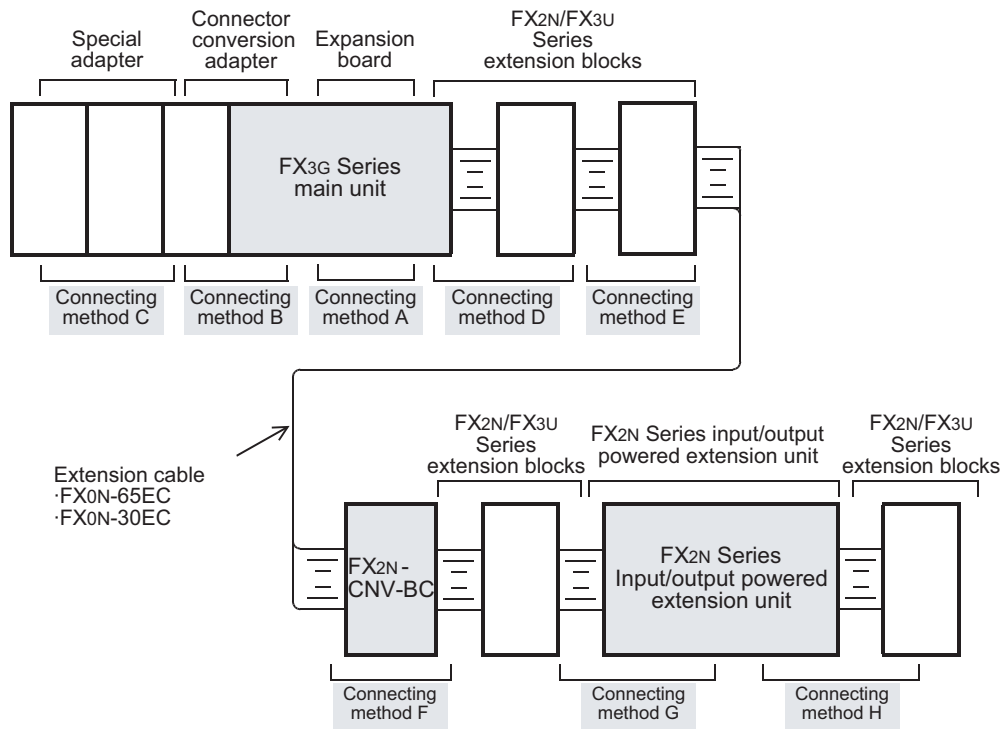 Special
adapter
Connector
conversion
adapter
Expansion
board
FX2N/FX3U
Series
extension blocks
FX3G Series
main unit
Connecting
method C
Connecting
method B
Connecting
method A
Connecting
method D
Connecting
method E
Extension cable
·FX0N-65EC
·FX0N-30EC
FX2N/FX3U
Series
extension blocks
FX2N Series input/output
powered extension unit
FX2N/FX3U
Series
extension blocks
FX2N -
CNV-BC
FX2N Series
Input/output powered
extension unit
Connecting
method F
Connecting
method G
Connecting
method H